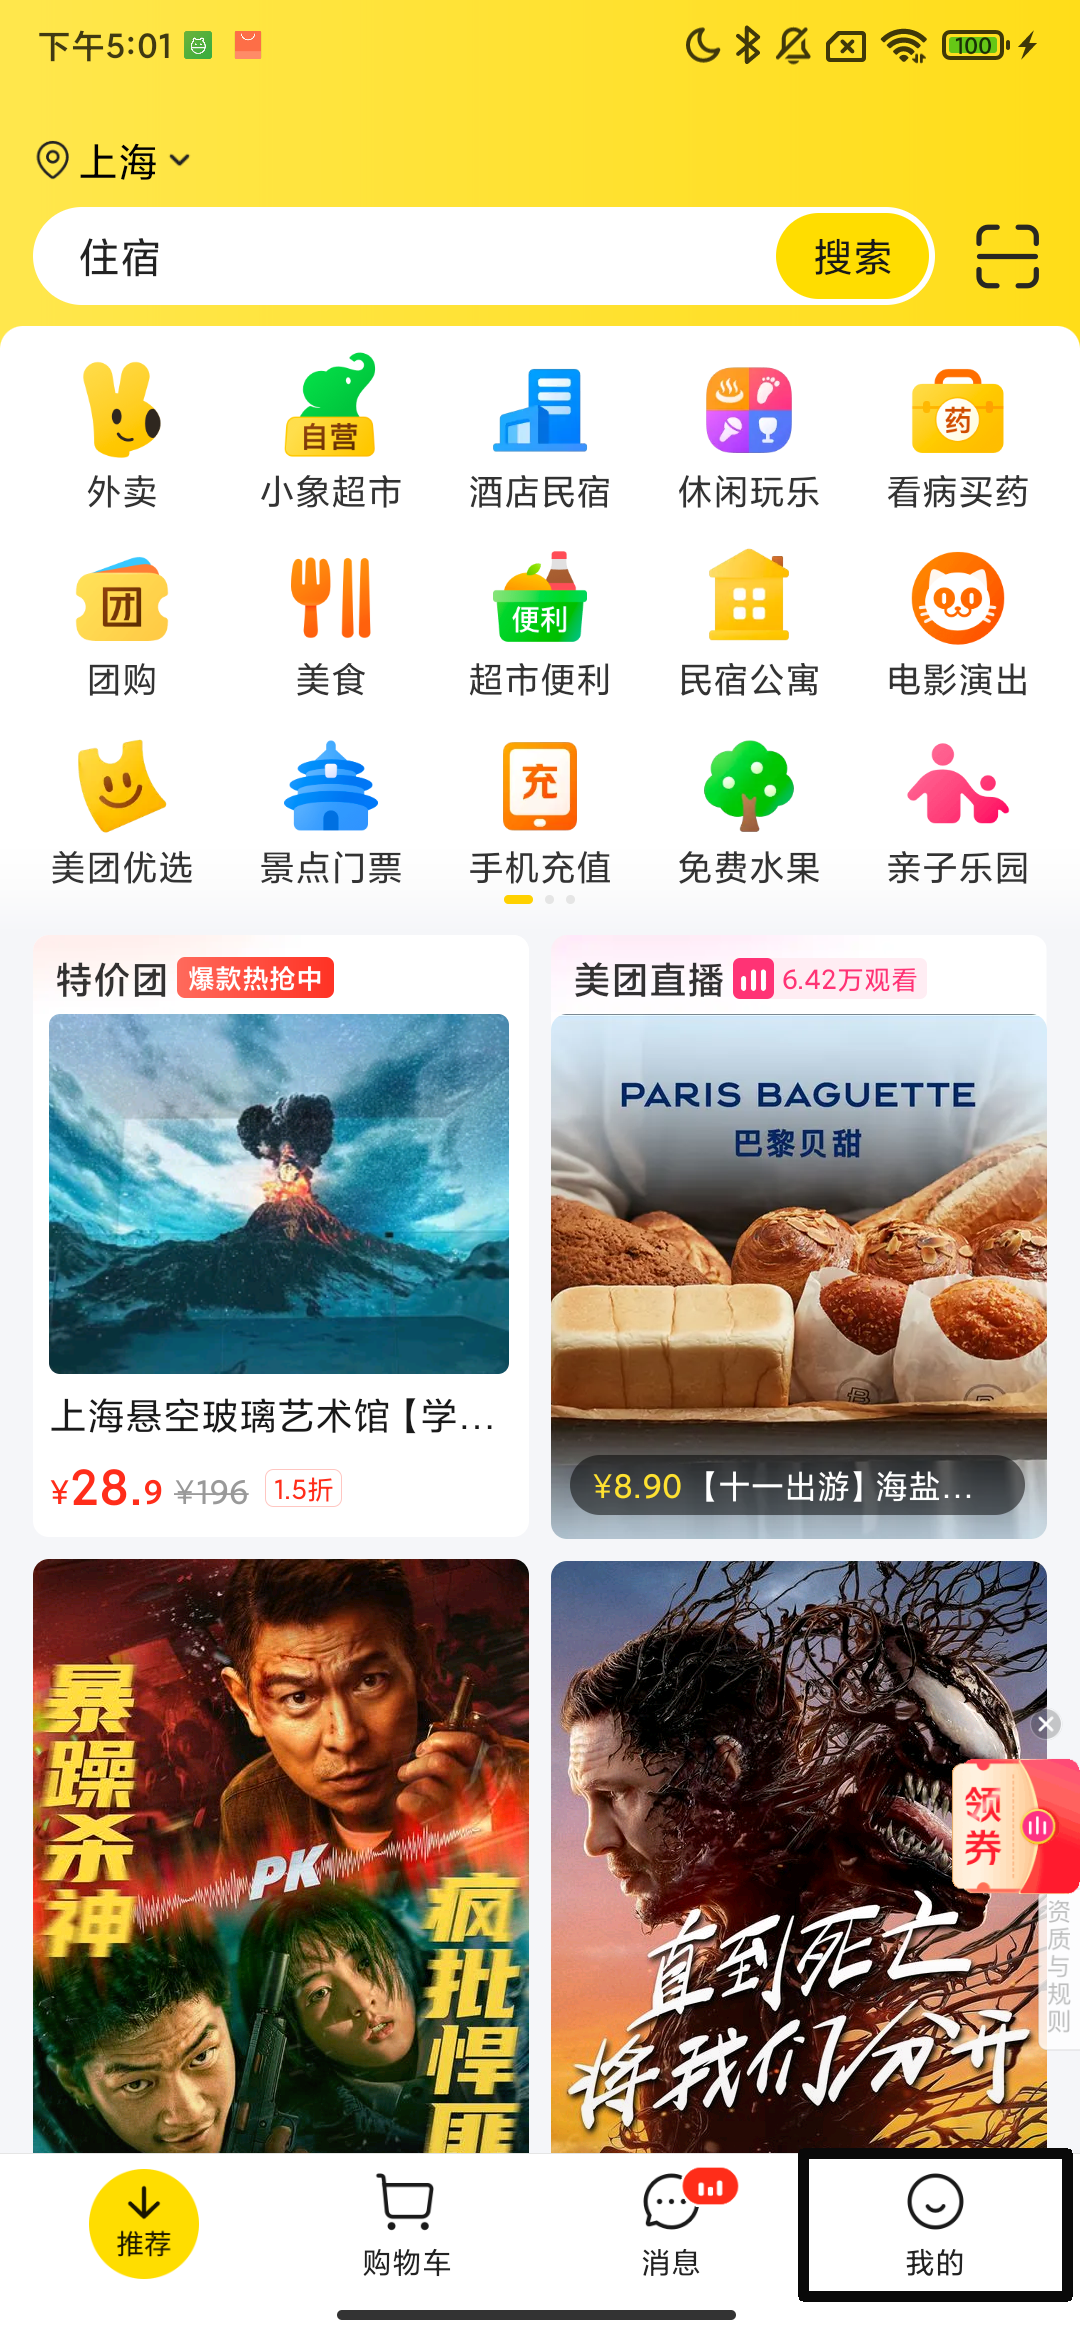 下午5:01
100
上海
住宿
搜索
自营
药
外卖
小象超市
酒店民宿
休闲玩乐
看病买药
团
便利
团购
美食
超市便利
民宿公寓
电影演出
充
美团优选
景点门票
手机充值
免费水果
亲子乐园
特价团
爆款热抢中
美团直播
6.42万观看
PARIS BAGUETTE
巴黎贝甜
上海悬空玻璃艺术馆【学...
¥28.9
¥196
1.5折
¥8.90
【十一出游】海盐...
暴躁杀神
PK
疯批悍匪
直到死亡
将我们分开
领券
资质与规则
推荐
购物车
消息
我的